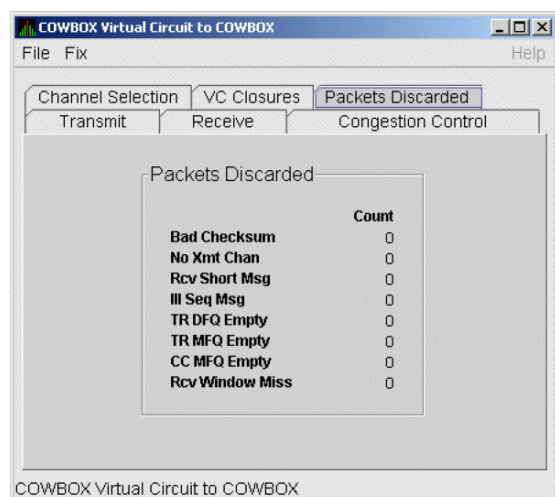 COWBOX Virtual Circuit to COWBOX
File Fix Help
Channel Selection VC Closures Packets Discarded
Transmit Receive Congestion Control
Packets Discarded
Count
Bad Checksum 0
No Xmt Chan 0
Rcv Short Msg 0
Ill Seq Msg 0
TR DFQ Empty 0
TR MFQ Empty 0
CC MFQ Empty 0
Rcv Window Miss 0
COWBOX Virtual Circuit to COWBOX